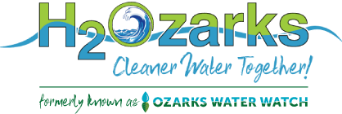 H2Ozarks
Cleaner Water Together!
formerly known as OZARKS WATER WATCH